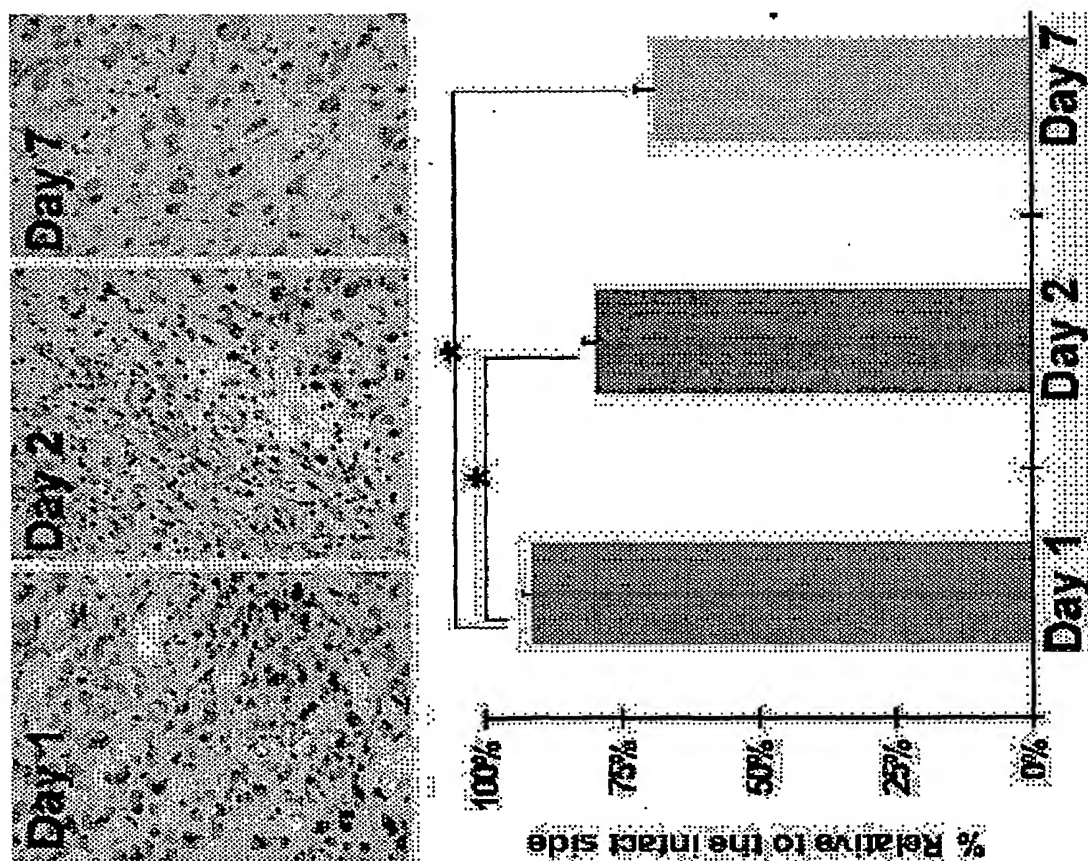 Day 1
Day 2
Day 7
% Relative to the intact side
100%
75%
50%
25%
0%
*
*
Day 1
Day 2
Day 7